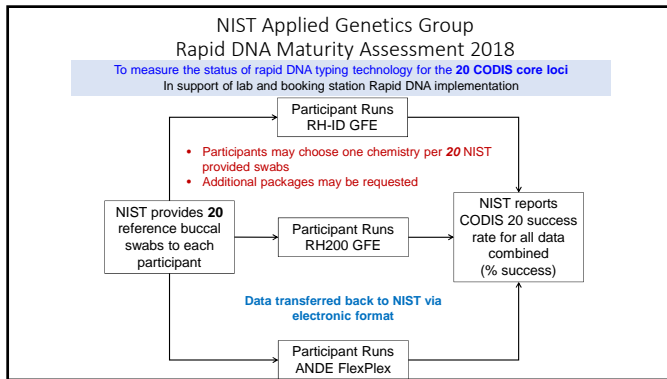 NIST Applied Genetics Group
Rapid DNA Maturity Assessment 2018
To measure the status of rapid DNA typing technology for the 20 CODIS core loci
In support of lab and booking station Rapid DNA implementation
Participant Runs
RH-ID GFE
• Participants may choose one chemistry per 20 NIST
provided swabs
• Additional packages may be requested
NIST provides 20
reference buccal
swabs to each
participant
Participant Runs
RH200 GFE
NIST reports
CODIS 20 success
rate for all data
combined
(% success)
Data transferred back to NIST via
electronic format
Participant Runs
ANDE FlexPlex